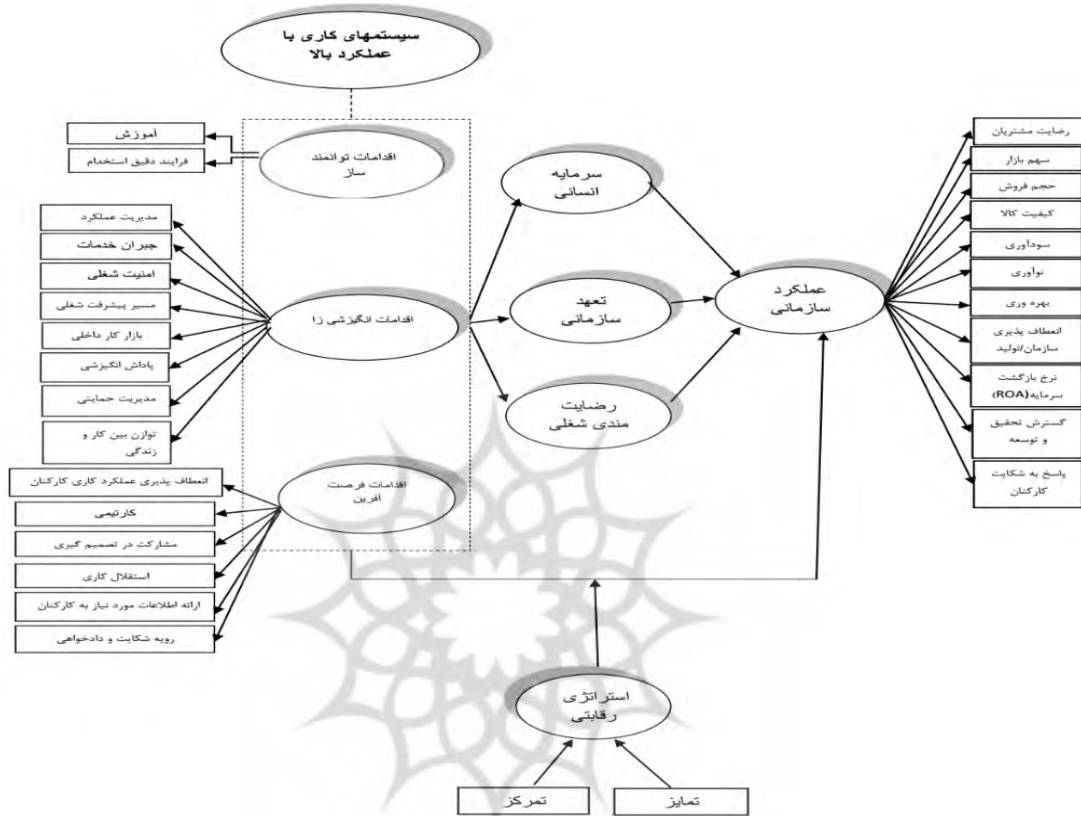 سیستمهای کاری با
عملکرد بالا
اقدامات توانمند
ساز
آموزش
فرایند دقیق استخدام
اقدامات انگیزشی زا
مدیریت عملکرد
جبران خدمات
امنیت شغلی
مسیر پیشرفت شغلی
بازار کار داخلی
پاداش انگیزشی
مدیریت حمایتی
توازن بین کار و
زندگی
اقدامات فرصت
افرین
انعطاف پذیری عملکرد کاری کارکنان
کارتیمی
مشارکت در تصمیم گیری
استقلال کاری
ارائه اطلاعات مورد نیاز به کارکنان
رویه شکایت و دادخواهی
سرمایه
انسانی
تعهد
سازمانی
رضایت
مندی شغلی
عملکرد
سازمانی
رضایت مشتریان
سهم بازار
حجم فروش
کیفیت کالا
سودآوری
نوآوری
بهره وری
انعطاف پذیری
سازمان/تولید
نرخ بازگشت
سرمایه(ROA)
گسترش تحقیق
و توسعه
پاسخ به شکایت
کارکنان
استراتژی
رقابتی
تمایز
تمرکز